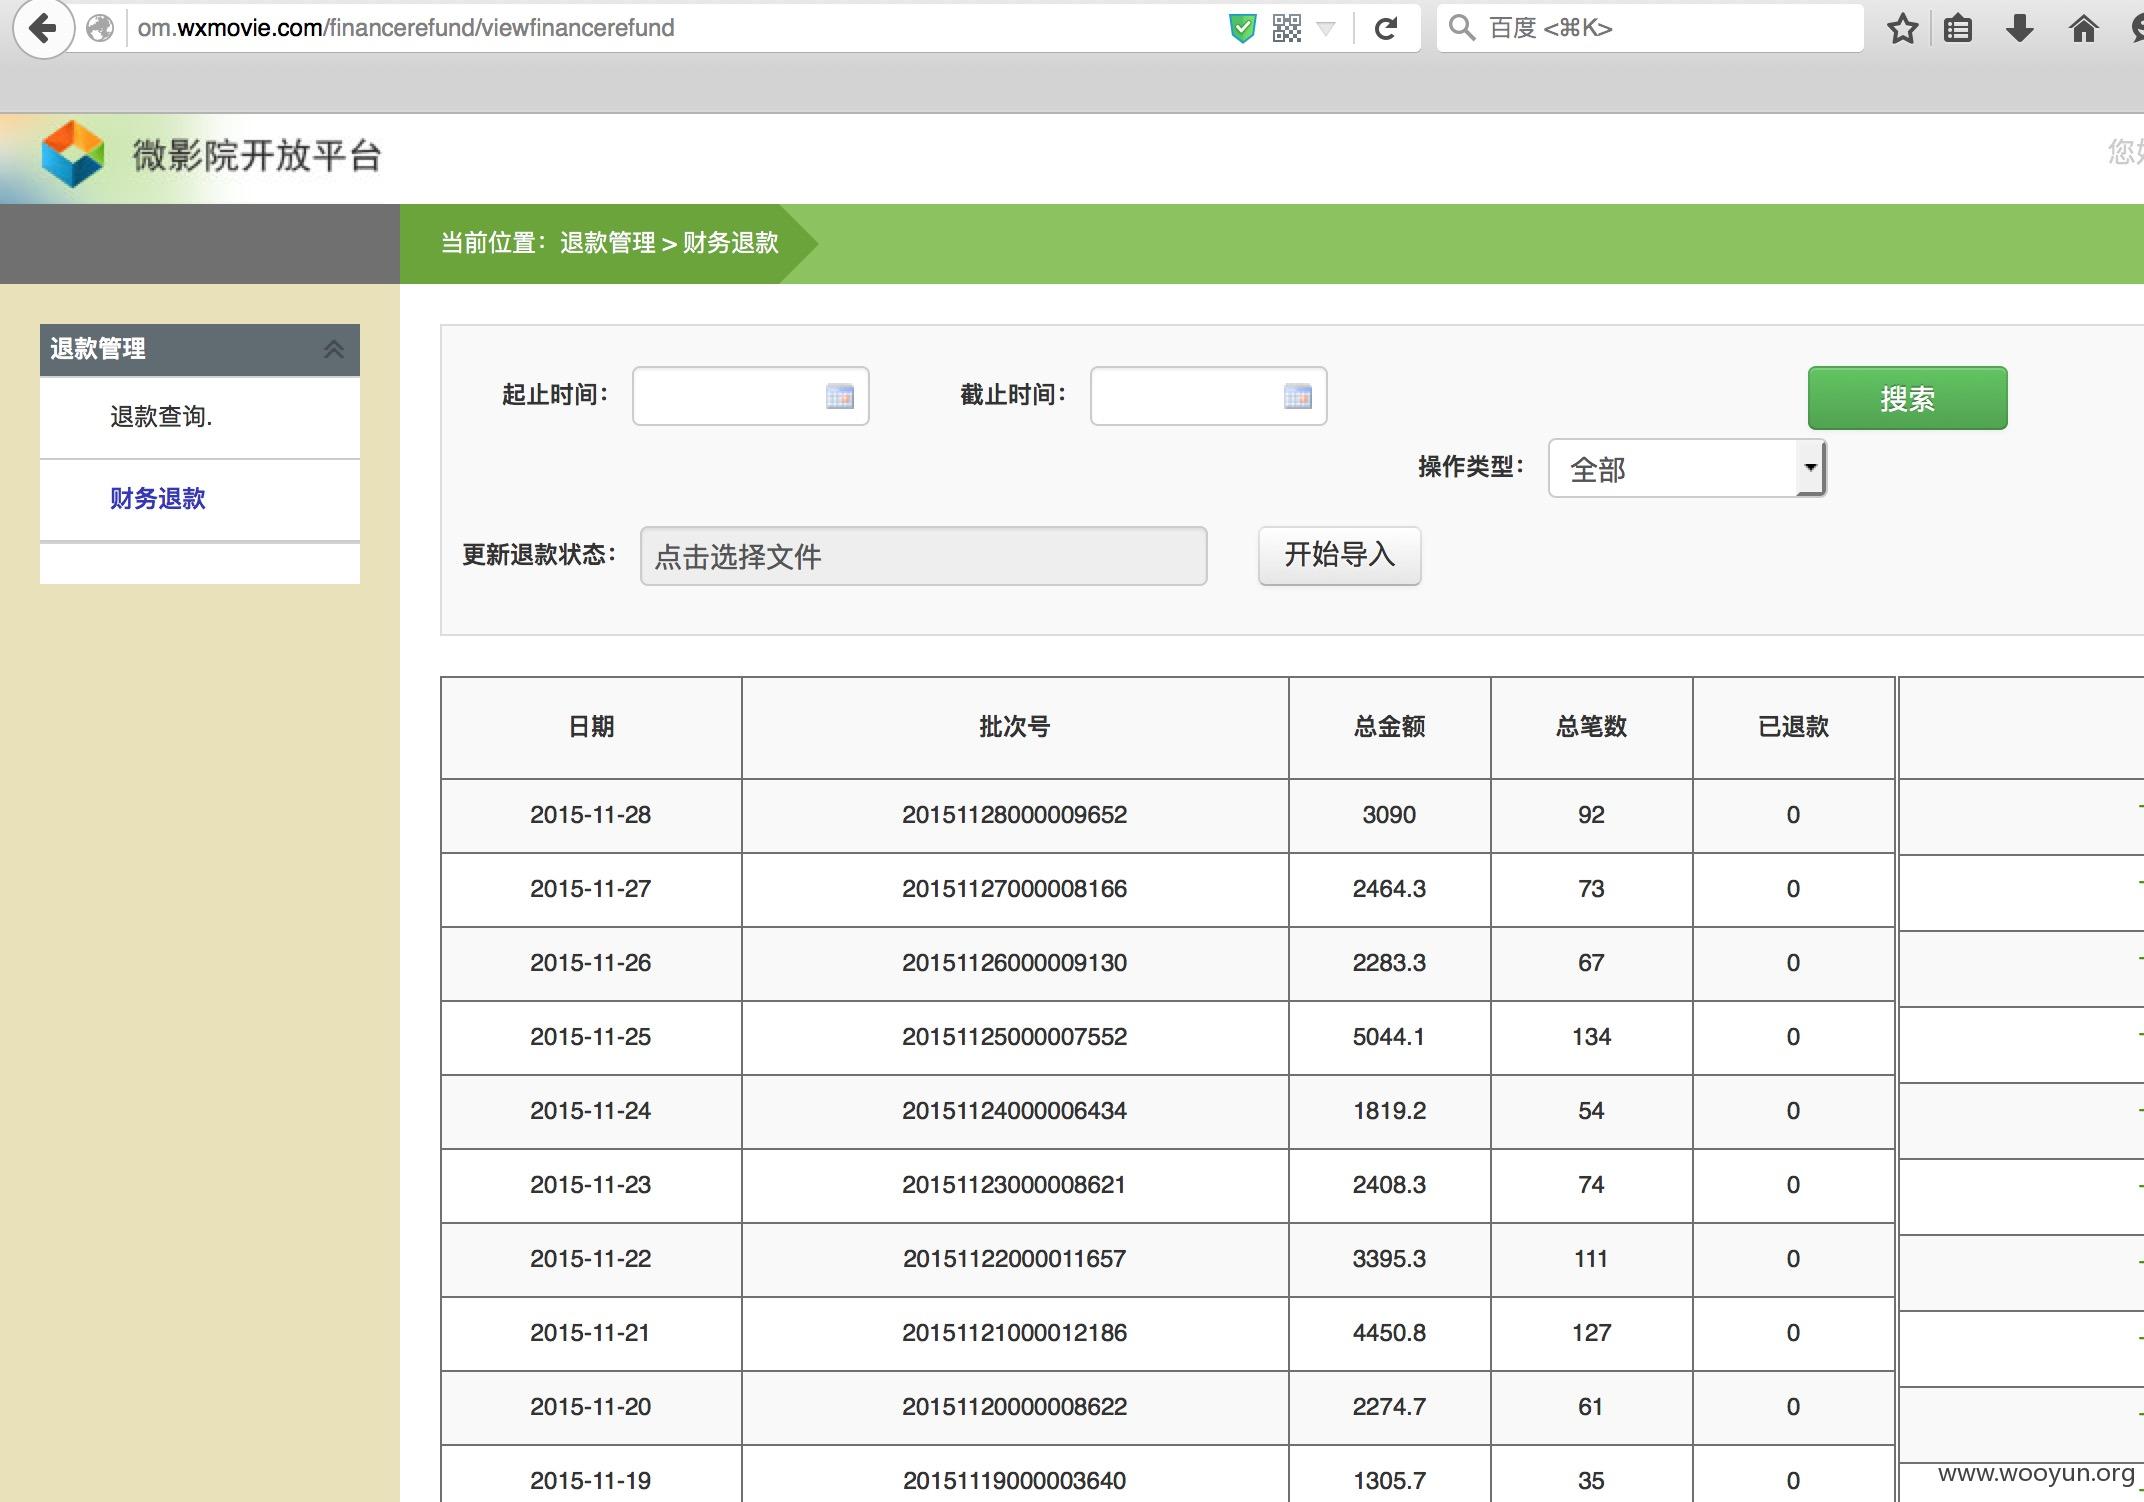 om.wxmovie.com/financerefund/viewfinancerefund
百度 <⌘K>
微影院开放平台
当前位置：退款管理 > 财务退款
退款管理
退款查询.
财务退款
起止时间：
截止时间：
搜索
操作类型：
全部
更新退款状态：
点击选择文件
开始导入
日期 批次号 总金额 总笔数 已退款
2015-11-28 20151128000009652 3090 92 0
2015-11-27 20151127000008166 2464.3 73 0
2015-11-26 20151126000009130 2283.3 67 0
2015-11-25 20151125000007552 5044.1 134 0
2015-11-24 20151124000006434 1819.2 54 0
2015-11-23 20151123000008621 2408.3 74 0
2015-11-22 20151122000011657 3395.3 111 0
2015-11-21 20151121000012186 4450.8 127 0
2015-11-20 20151120000008622 2274.7 61 0
2015-11-19 20151119000003640 1305.7 35 0
www.wooyun.org